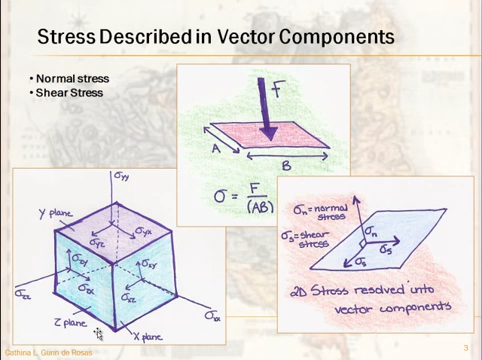 Stress Described in Vector Components
• Normal stress
• Shear Stress
F
A
B
σ = F
(AB)
σyy
Y plane
σyz
σyx
σzy
σxy
σzx
σxz
σzz
σxx
Z plane
X plane
σn = normal
stress
σs = shear
stress
σn
σs
σs
2D Stress resolved into
vector components
Cathina L. Gunn de Rosas
3